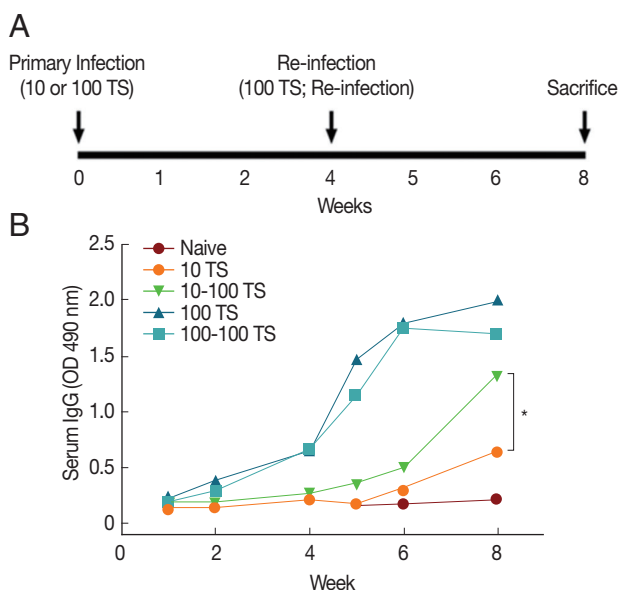 A
Primary Infection
(10 or 100 TS)
Re-infection
(100 TS; Re-infection)
Sacrifice
0 1 2 4 5 6 8
Weeks
B
2.5
2.0
1.5
1.0
0.5
0
Serum IgG (OD 490 nm)
Naive
10 TS
10-100 TS
100 TS
100-100 TS
*
0 2 4 6 8
Week